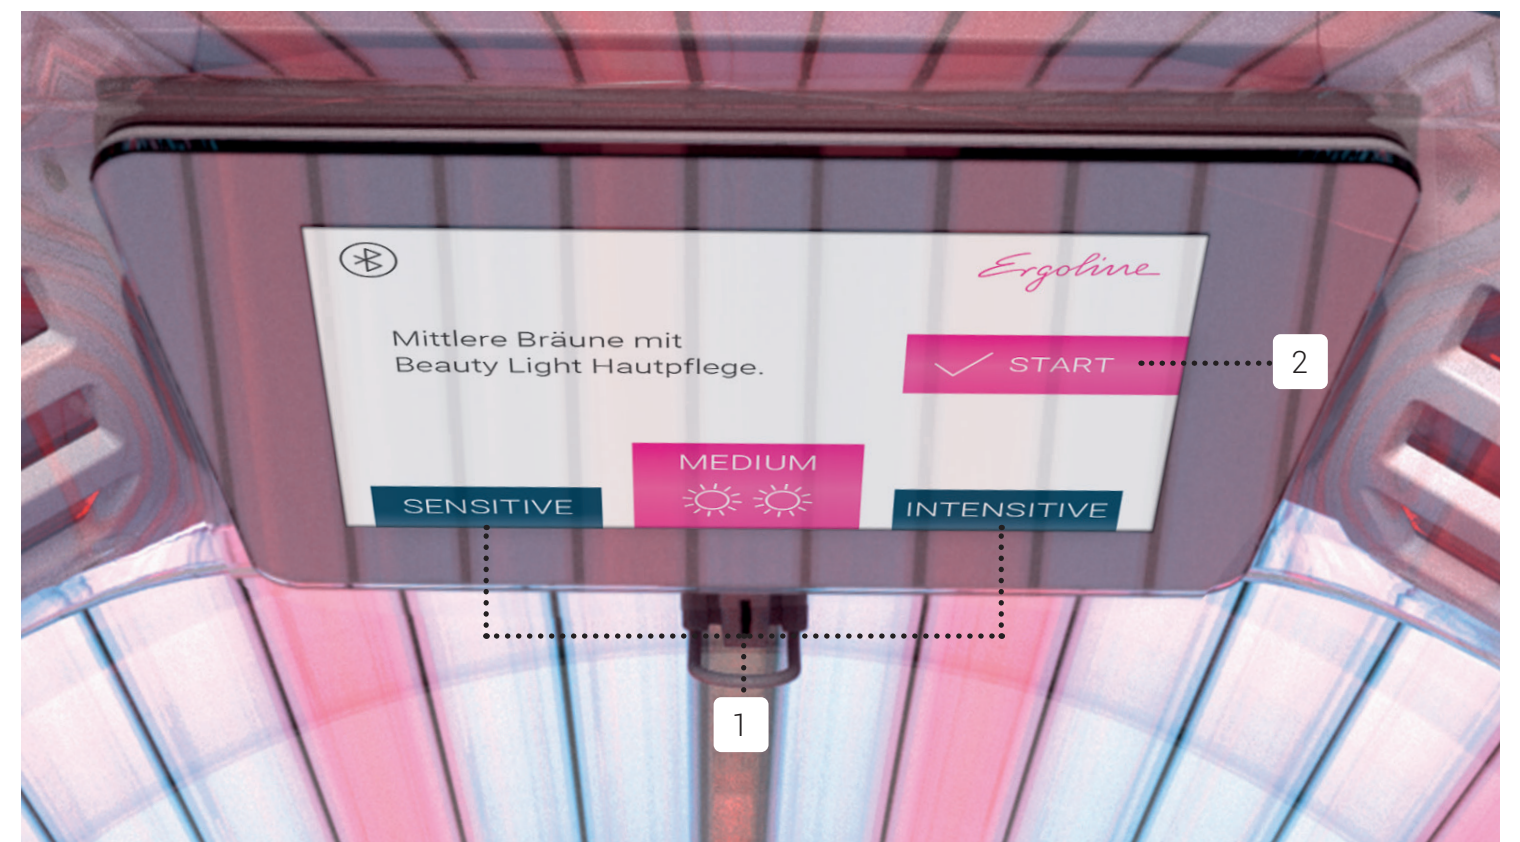 Ergoline
Mittlere Bräune mit
Beauty Light Hautpflege.
START
2
MEDIUM
SENSITIVE
INTENSITIVE
1